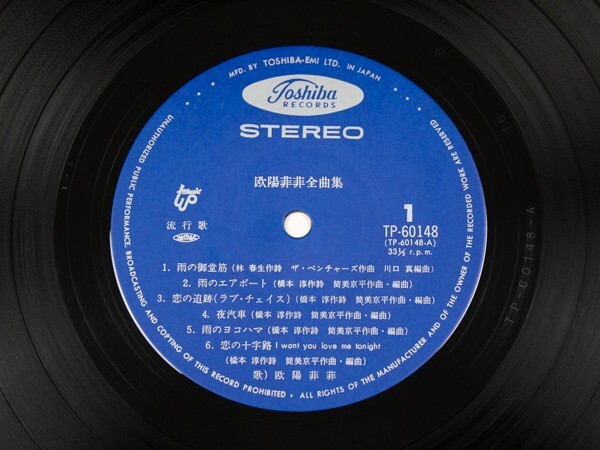 MFD. BY TOSHIBA-EMI LTD. IN JAPAN
Toshiba
RECORDS
STEREO
欧陽菲菲全曲集
流行歌
1
TP-60148
(TP-60148-A)
33⅓ r.p.m.
1. 雨の御堂筋 (林 春生作詩 ザ・ベンチャーズ作曲 川口 真編曲)
2. 雨のエアポート (橋本 淳作詩 筒美京平作曲・編曲)
3. 恋の追跡(ラブ・チェイス) (橋本 淳作詩 筒美京平作曲・編曲)
4. 夜汽車 (橋本 淳作詩 筒美京平作曲・編曲)
5. 雨のヨコハマ (橋本 淳作詩 筒美京平作曲・編曲)
6. 恋の十字路 I want you love me tonight
(橋本 淳作詩 筒美京平作曲・編曲)
歌) 欧陽菲菲
UNAUTHORIZED PUBLIC PERFORMANCE, BROADCASTING AND COPYING OF THIS RECORD PROHIBITED • ALL RIGHTS OF THE MANUFACTURER AND OF THE OWNER OF THE RECORDED WORK ARE RESERVED
TP-60148-A